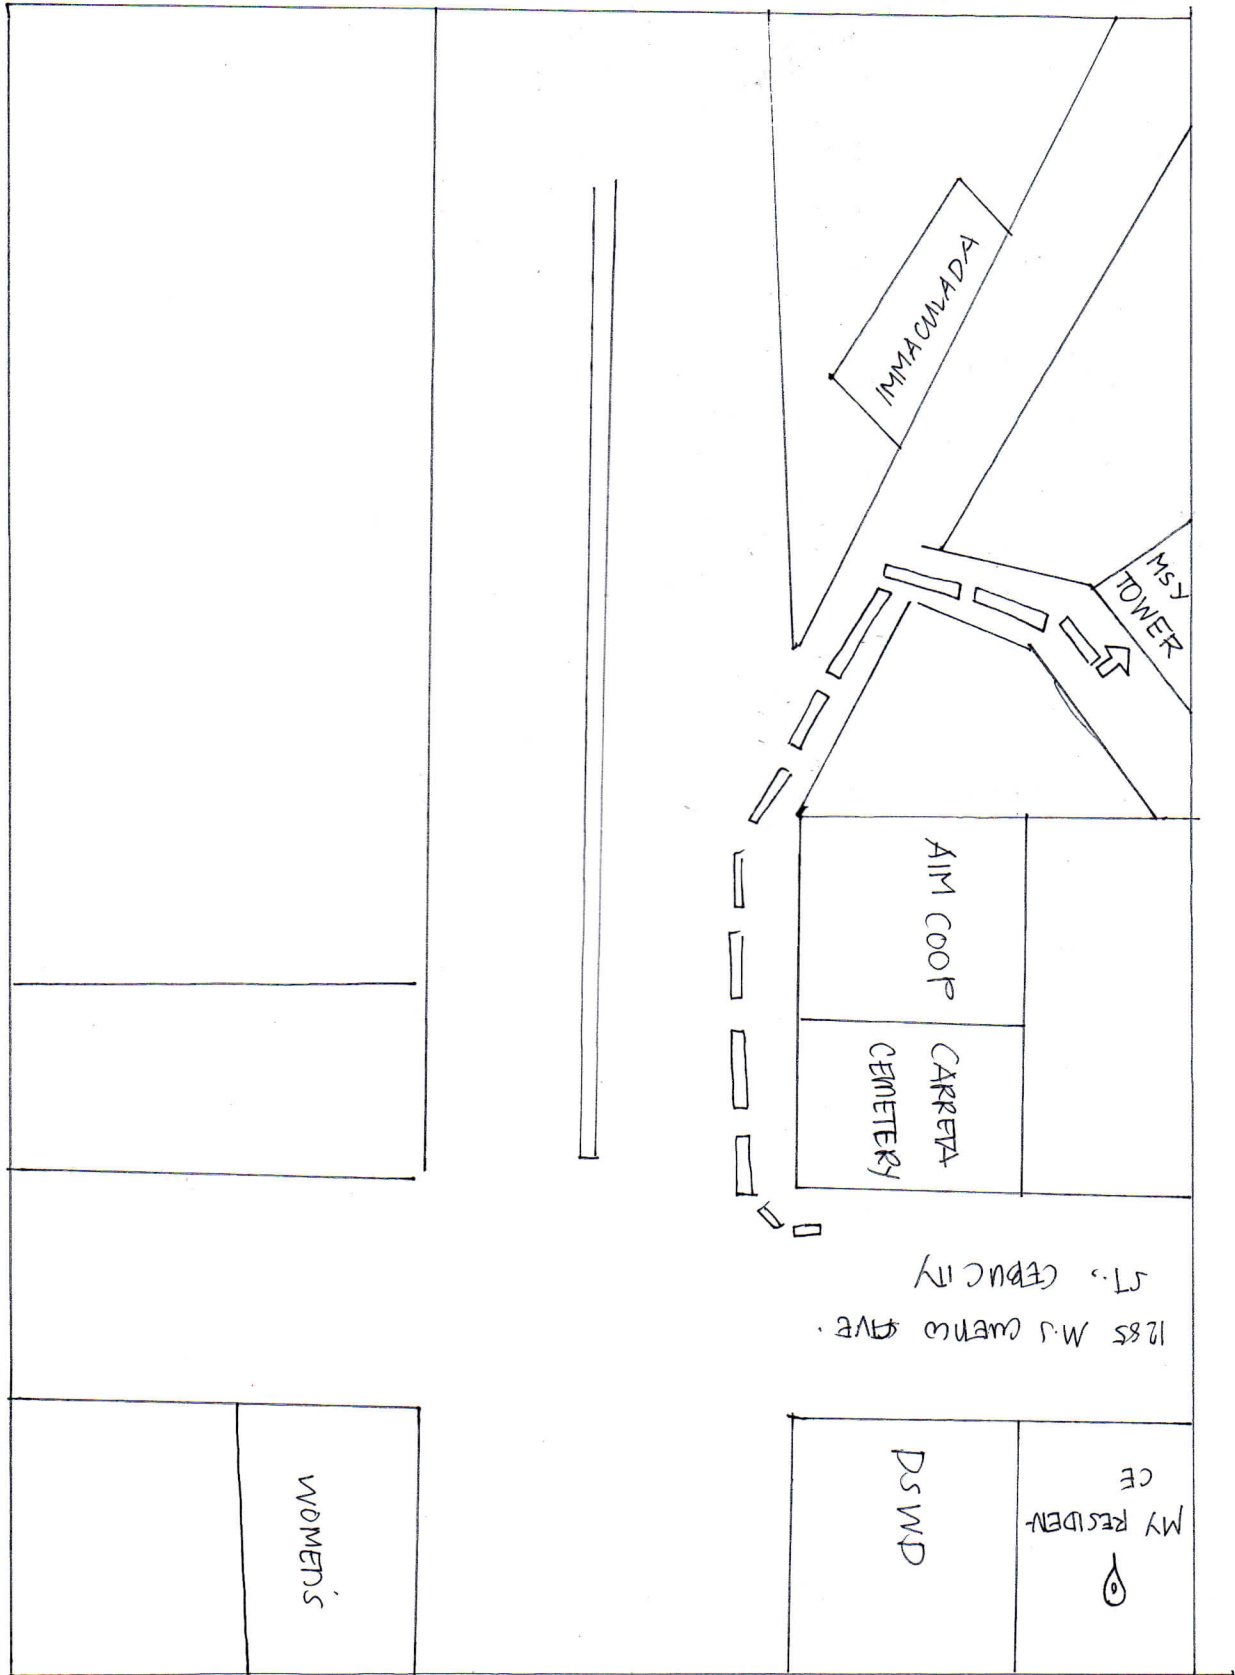 IMMACULADA
MSY
TOWER
AIM COOP
CARRETA
CEMETERY
1285 M.J CUENCO AVE.
ST., CEBU CITY
DSWD
MY RESIDEN-
CE
WOMEN'S